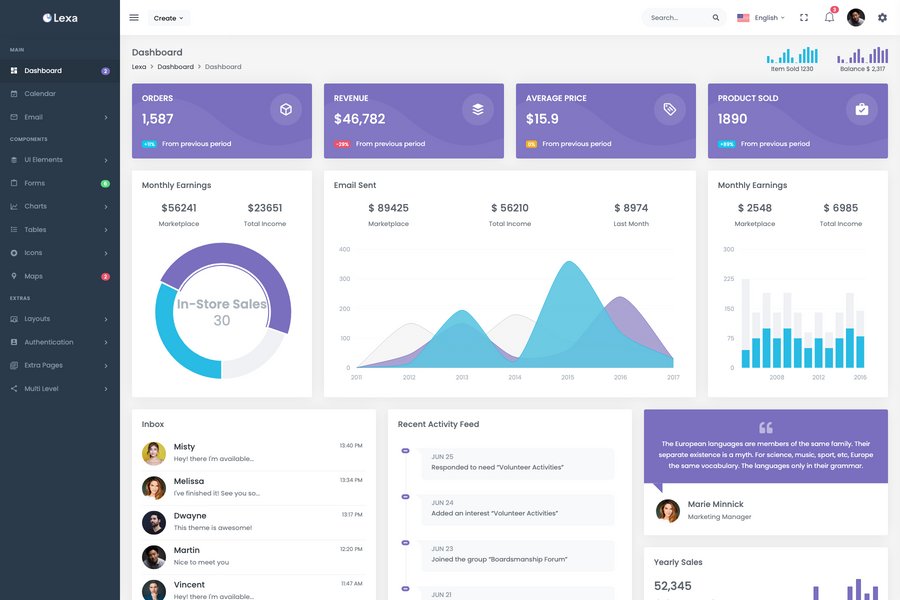 Lexa
Create
Search...
English
3
MAIN
Dashboard
2
Calendar
Email
COMPONENTS
UI Elements
Forms
6
Charts
Tables
Icons
Maps
2
EXTRAS
Layouts
Authentication
Extra Pages
Multi Level
Dashboard
Lexa > Dashboard > Dashboard
Item Sold 1230
Balance $ 2,317
ORDERS
1,587
+11% From previous period
REVENUE
$46,782
-29% From previous period
AVERAGE PRICE
$15.9
0% From previous period
PRODUCT SOLD
1890
+89% From previous period
Monthly Earnings
$56241 $23651
Marketplace Total Income
In-Store Sales
30
Email Sent
$ 89425 $ 56210 $ 8974
Marketplace Total Income Last Month
400
300
200
100
0
2011 2012 2013 2014 2015 2016 2017
Monthly Earnings
$ 2548 $ 6985
Marketplace Total Income
300
225
150
75
0
2008 2012 2016
Inbox
Misty 13:40 PM
Hey! there I'm available...
Melissa 13:34 PM
I've finished it! See you so...
Dwayne 13:17 PM
This theme is awesome!
Martin 12:20 PM
Nice to meet you
Vincent 11:47 AM
Hey! there I'm available...
Recent Activity Feed
JUN 25
Responded to need “Volunteer Activities”
JUN 24
Added an interest “Volunteer Activities”
JUN 23
Joined the group “Boardsmanship Forum”
JUN 21
“
The European languages are members of the same family. Their
separate existence is a myth. For science, music, sport, etc, Europe
the same vocabulary. The languages only in their grammar.
Marie Minnick
Marketing Manager
Yearly Sales
52,345